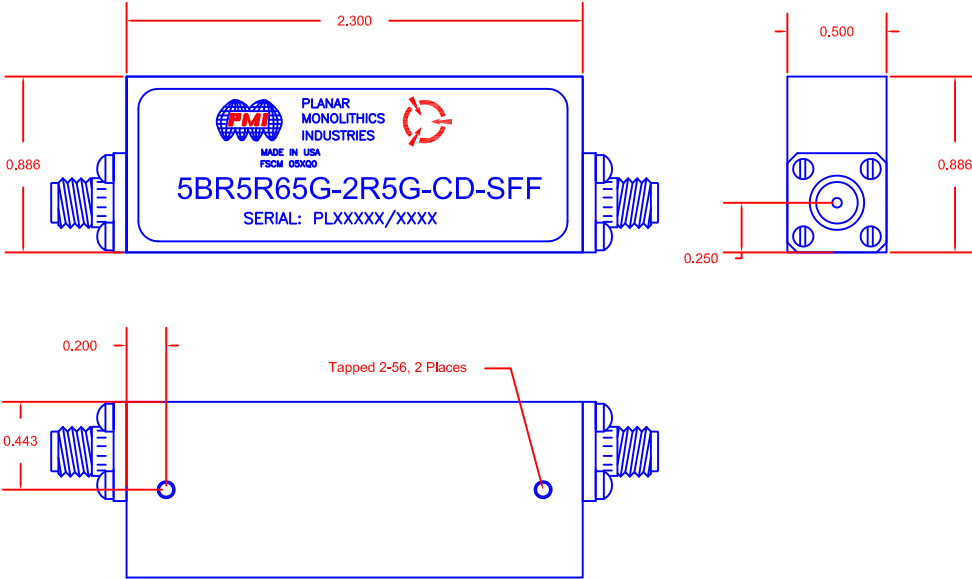 2.300
0.500
PMI
PLANAR
MONOLITHICS
INDUSTRIES
MADE IN USA
FSCM 05XQ0
0.886
0.886
5BR5R65G-2R5G-CD-SFF
SERIAL: PLXXXXX/XXXX
0.250
0.200
Tapped 2-56, 2 Places
0.443